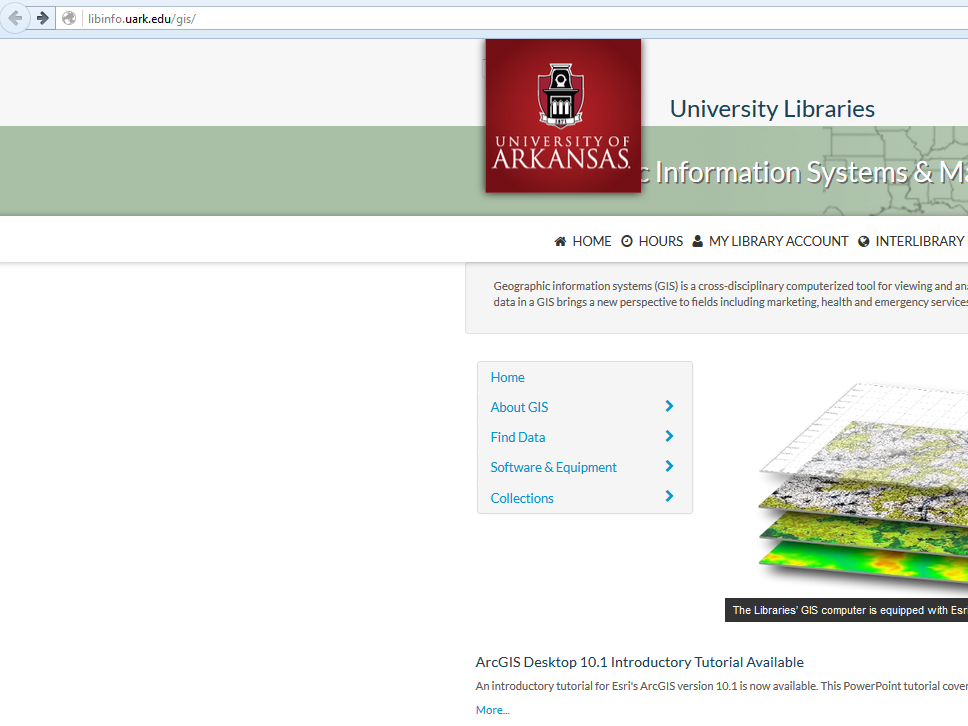 libinfo.uark.edu/gis/
1871
UNIVERSITY OF
ARKANSAS.
University Libraries
Information Systems &
HOME HOURS MY LIBRARY ACCOUNT INTERLIBRARY
Geographic information systems (GIS) is a cross-disciplinary computerized tool for viewing and
data in a GIS brings a new perspective to fields including marketing, health and emergency services
Home
About GIS
Find Data
Software & Equipment
Collections
The Libraries' GIS computer is equipped with
ArcGIS Desktop 10.1 Introductory Tutorial Available
An introductory tutorial for Esri's ArcGIS version 10.1 is now available. This PowerPoint tutorial
More...